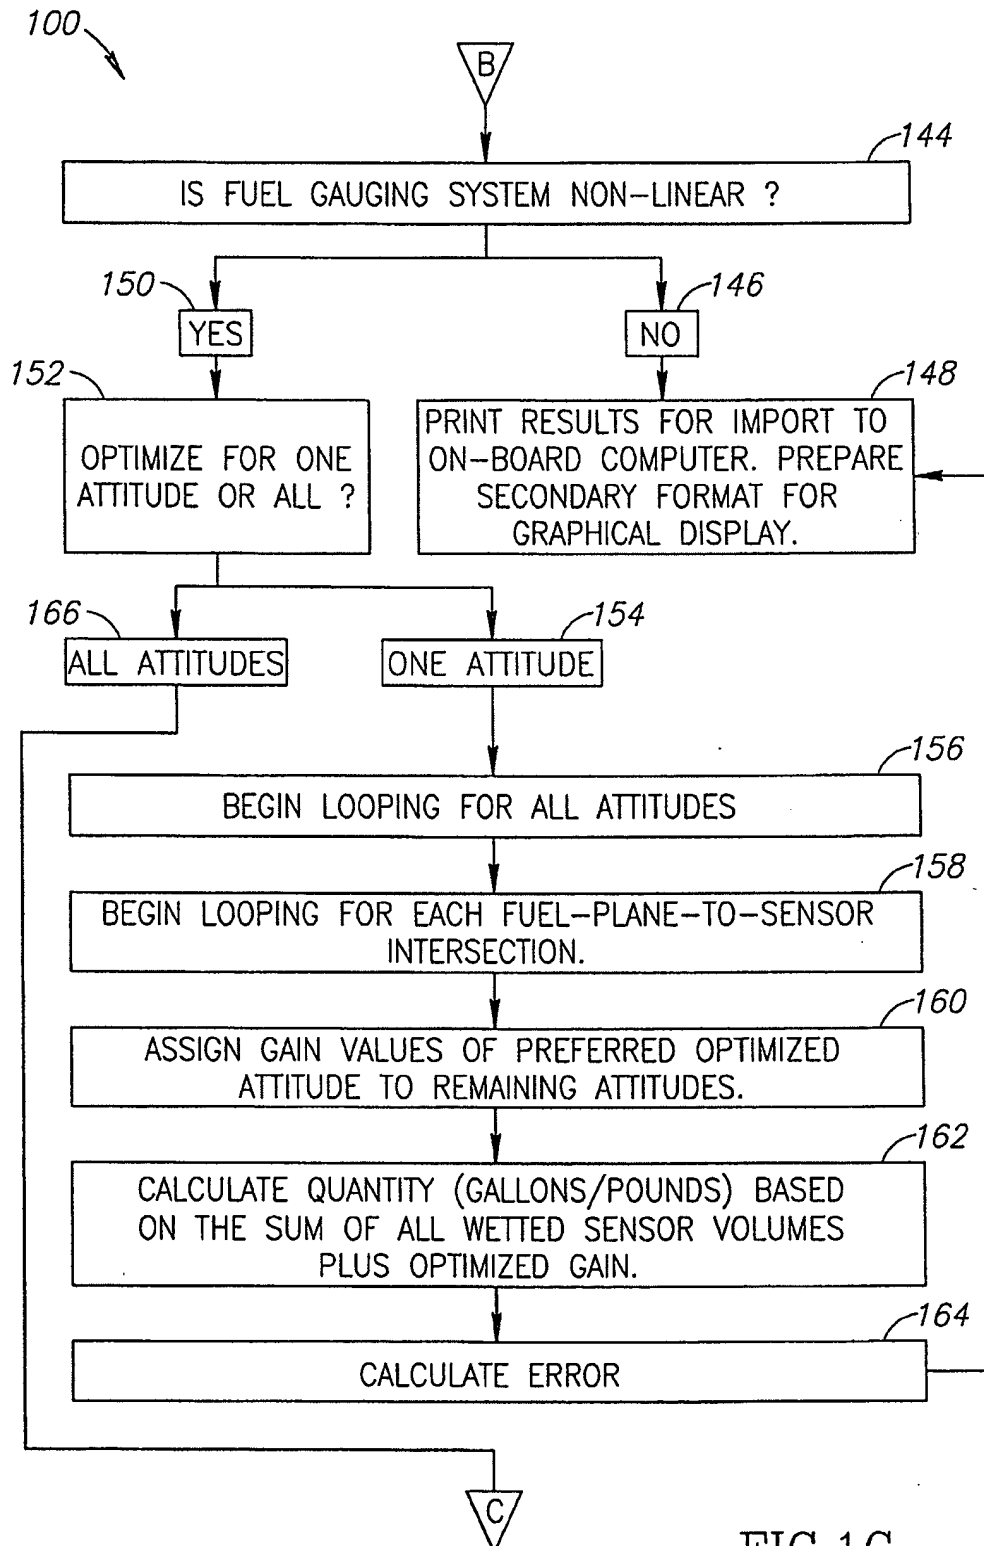 100
B
144
IS FUEL GAUGING SYSTEM NON-LINEAR ?
150
146
YES
NO
152
148
OPTIMIZE FOR ONE
ATTITUDE OR ALL ?
PRINT RESULTS FOR IMPORT TO
ON-BOARD COMPUTER. PREPARE
SECONDARY FORMAT FOR
GRAPHICAL DISPLAY.
166
154
ALL ATTITUDES
ONE ATTITUDE
156
BEGIN LOOPING FOR ALL ATTITUDES
158
BEGIN LOOPING FOR EACH FUEL-PLANE-TO-SENSOR
INTERSECTION.
160
ASSIGN GAIN VALUES OF PREFERRED OPTIMIZED
ATTITUDE TO REMAINING ATTITUDES.
162
CALCULATE QUANTITY (GALLONS/POUNDS) BASED
ON THE SUM OF ALL WETTED SENSOR VOLUMES
PLUS OPTIMIZED GAIN.
164
CALCULATE ERROR
C